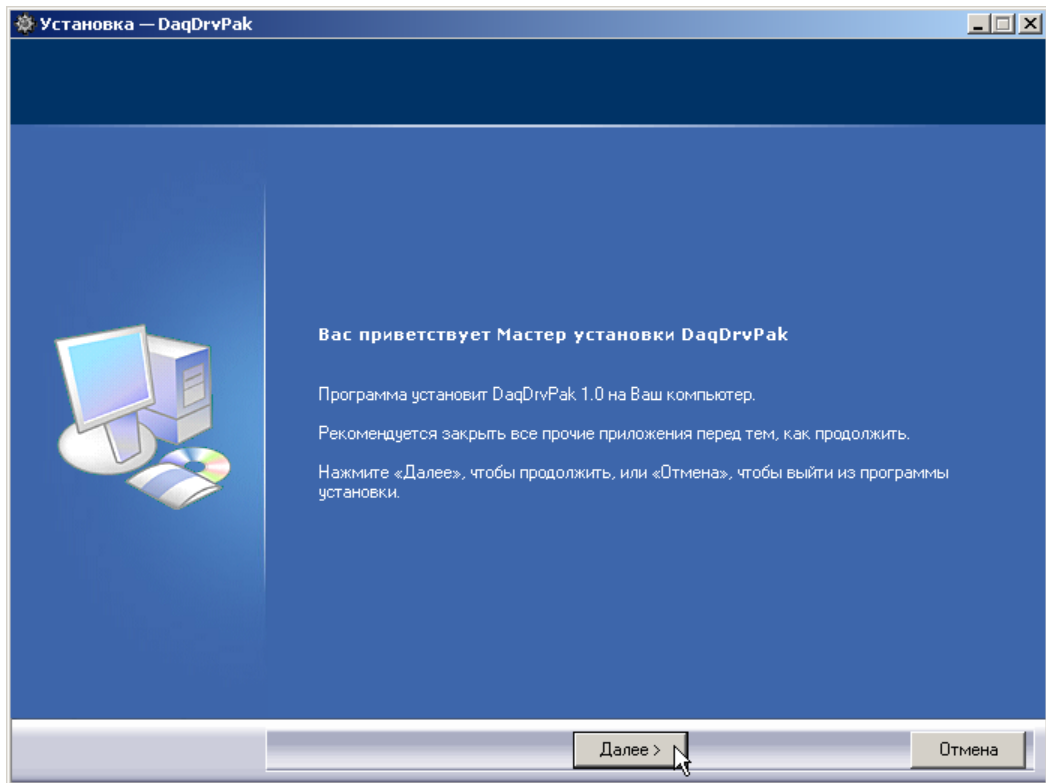 Установка — DaqDrvPak
Вас приветствует Мастер установки DaqDrvPak
Программа установит DaqDrvPak 1.0 на Ваш компьютер.
Рекомендуется закрыть все прочие приложения перед тем, как продолжить.
Нажмите «Далее», чтобы продолжить, или «Отмена», чтобы выйти из программы
установки.
Далее >
Отмена